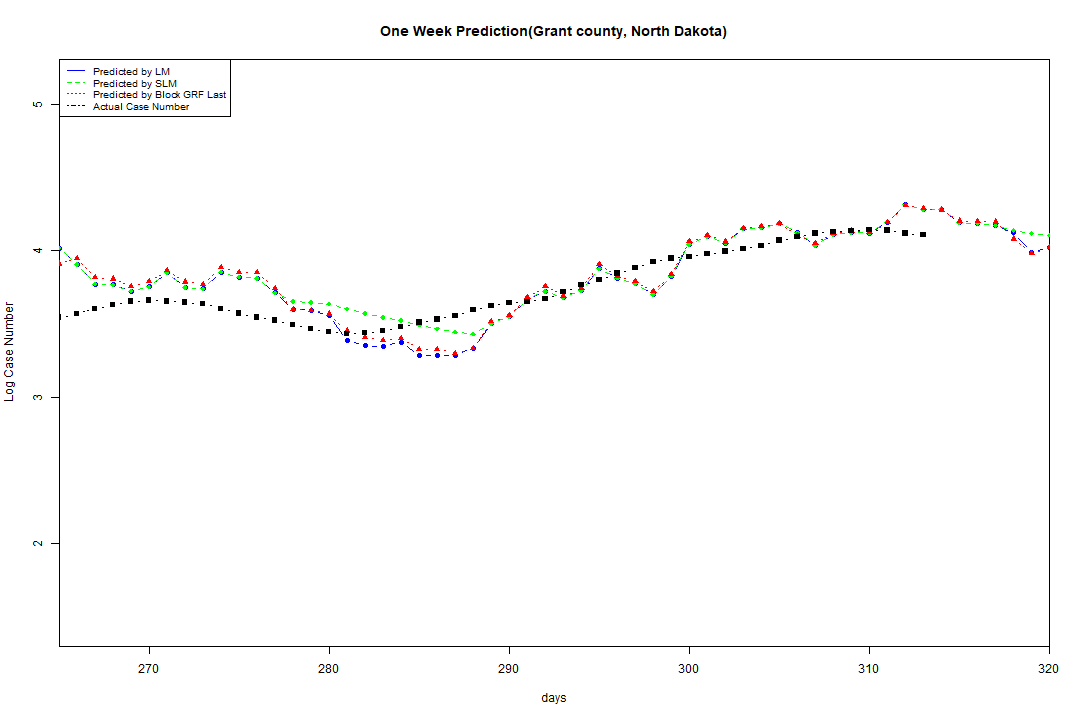 One Week Prediction(Grant county, North Dakota)
Predicted by LM
Predicted by SLM
Predicted by Block GRF Last
Actual Case Number
5
4
3
2
Log Case Number
270 280 290 300 310 320
days